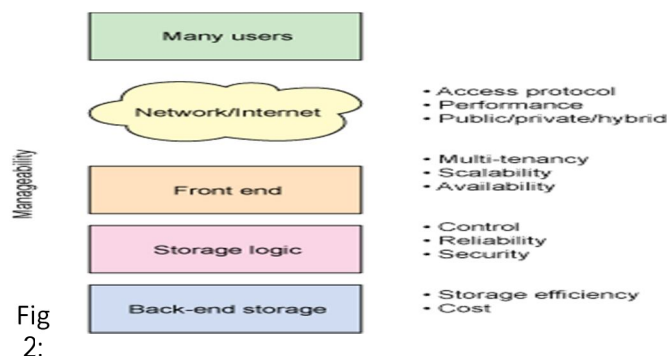 Many users
Network/Internet
• Access protocol
• Performance
• Public/private/hybrid
Manageability
Front end
• Multi-tenancy
• Scalability
• Availability
Storage logic
• Control
• Reliability
• Security
Back-end storage
• Storage efficiency
• Cost
Fig
2: